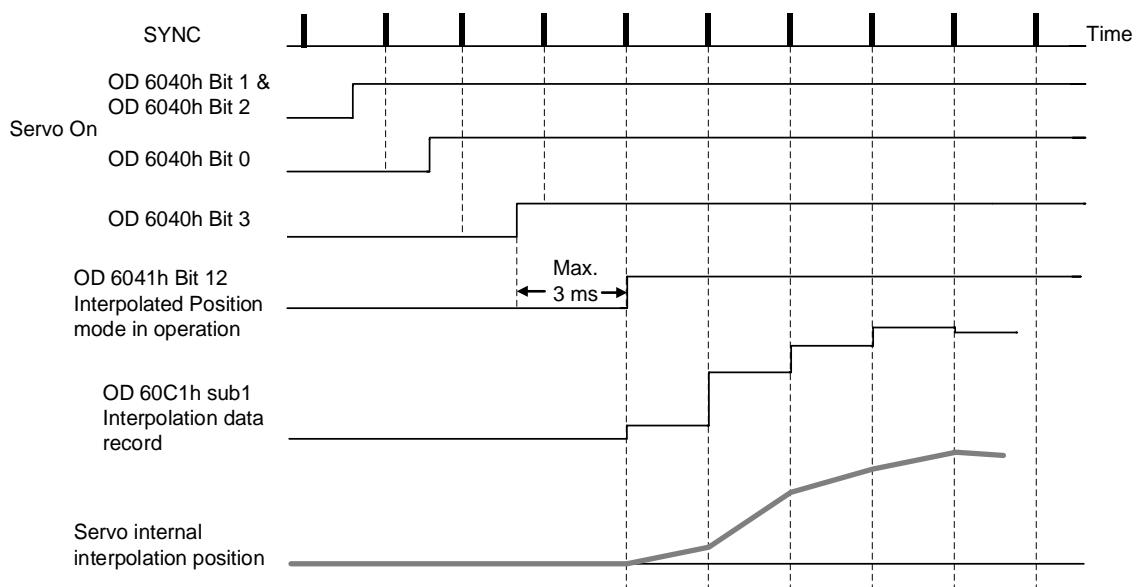 SYNC
Time
OD 6040h Bit 1 &
OD 6040h Bit 2
Servo On
OD 6040h Bit 0
OD 6040h Bit 3
OD 6041h Bit 12
Interpolated Position
mode in operation
Max.
3 ms
OD 60C1h sub1
Interpolation data
record
Servo internal
interpolation position